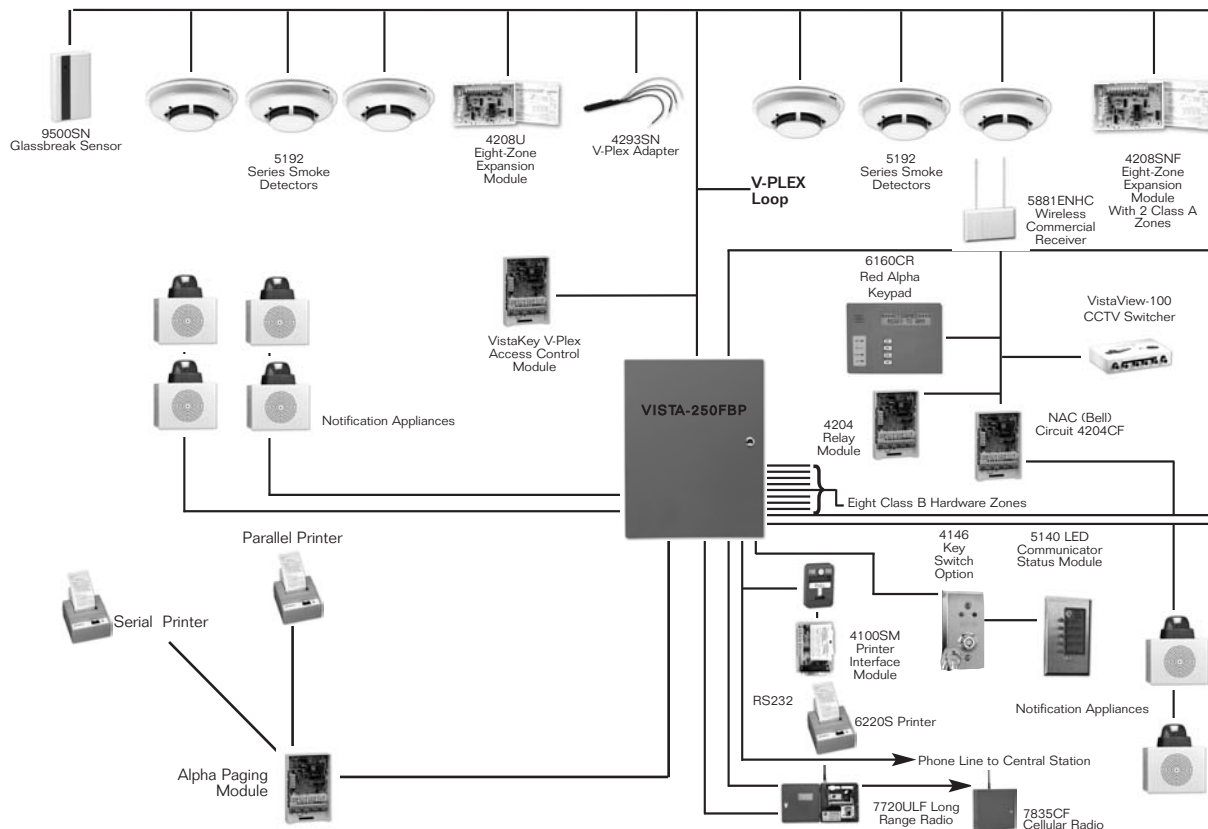 9500SN
Glassbreak Sensor
5192
Series Smoke
Detectors
4208U
Eight-Zone
Expansion
Module
4293SN
V-Plex Adapter
V-PLEX
Loop
5192
Series Smoke
Detectors
5881ENHC
Wireless
Commercial
Receiver
4208SNF
Eight-Zone
Expansion
Module
With 2 Class A
Zones
VistaKey V-Plex
Access Control
Module
6160CR
Red Alpha
Keypad
VistaView-100
CCTV Switcher
Notification Appliances
VISTA-250FBP
4204
Relay
Module
NAC (Bell)
Circuit 4204CF
Eight Class B Hardware Zones
Parallel Printer
Serial Printer
Alpha Paging
Module
4146
Key
Switch
Option
5140 LED
Communicator
Status Module
4100SM
Printer
Interface
Module
RS232
6220S Printer
Notification Appliances
Phone Line to Central Station
7720ULF Long
Range Radio
7835CF
Cellular Radio